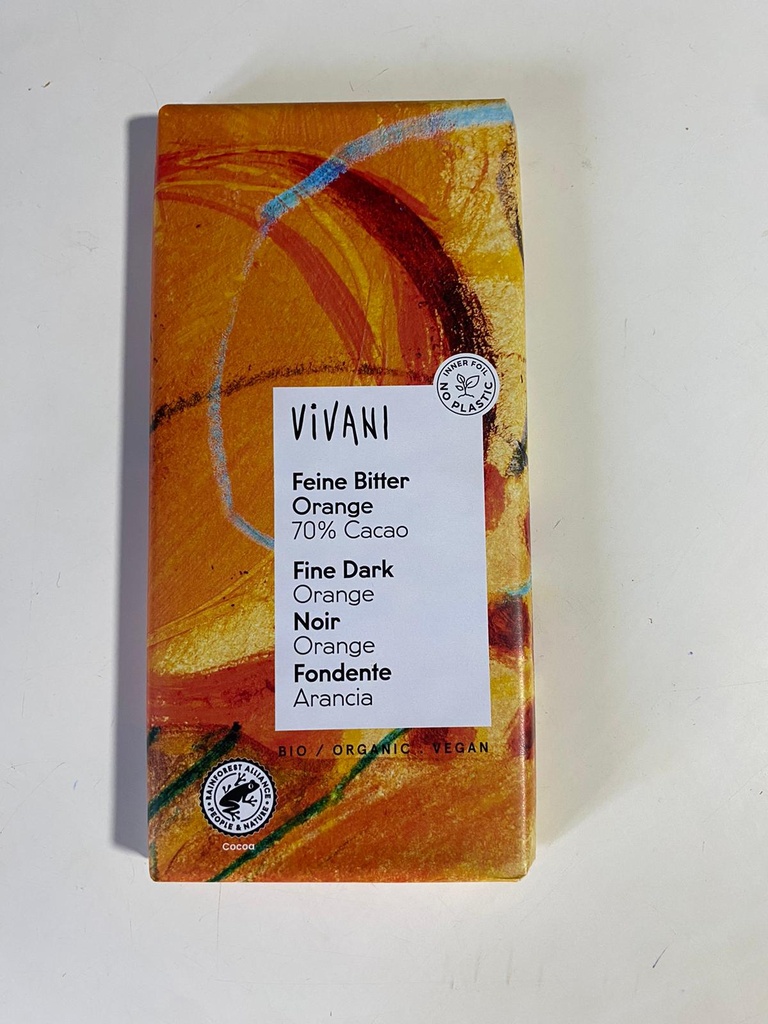 INNER FOIL
NO PLASTIC
ViVANI
Feine Bitter
Orange
70% Cacao
Fine Dark
Orange
Noir
Orange
Fondente
Arancia
BIO / ORGANIC . VEGAN
RAINFOREST ALLIANCE
PEOPLE & NATURE
Cocoa